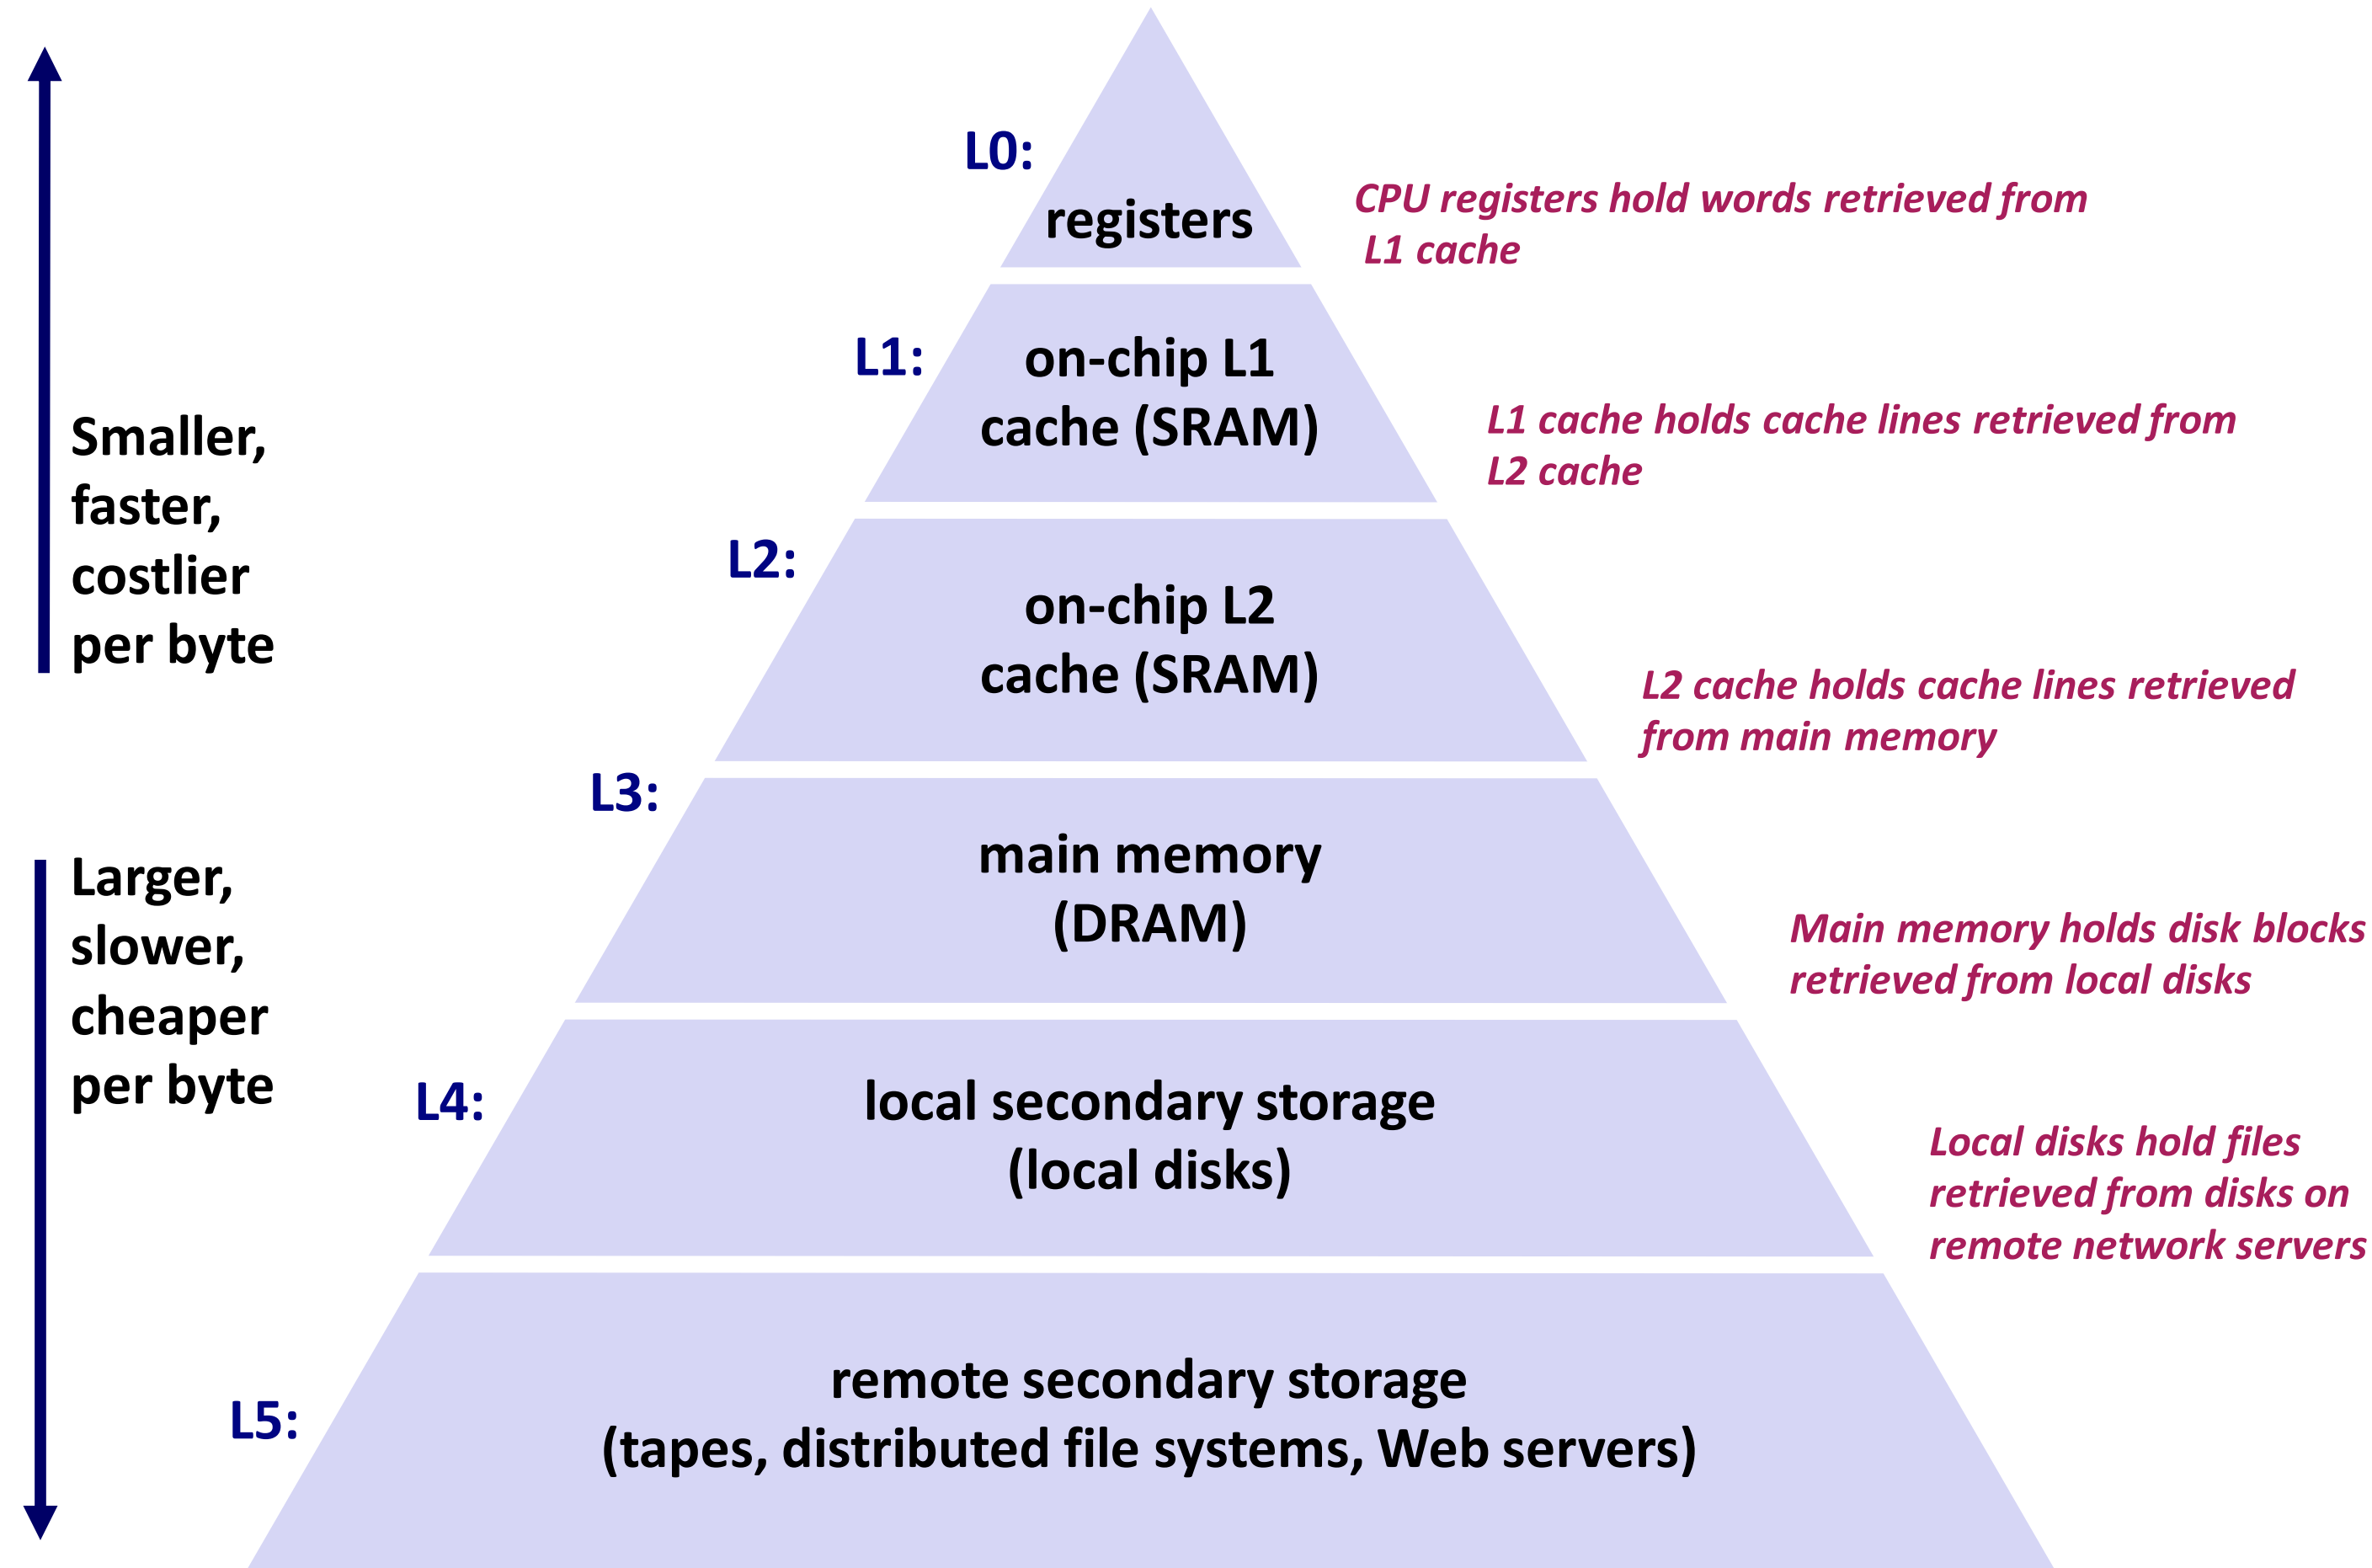 L0:
registers
CPU registers hold words retrieved from
L1 cache
L1:
on-chip L1
cache (SRAM)
L1 cache holds cache lines retrieved from
L2 cache
Smaller,
faster,
costlier
per byte
L2:
on-chip L2
cache (SRAM)
L2 cache holds cache lines retrieved
from main memory
L3:
main memory
(DRAM)
Main memory holds disk blocks
retrieved from local disks
Larger,
slower,
cheaper
per byte
L4:
local secondary storage
(local disks)
Local disks hold files
retrieved from disks on
remote network servers
L5:
remote secondary storage
(tapes, distributed file systems, Web servers)